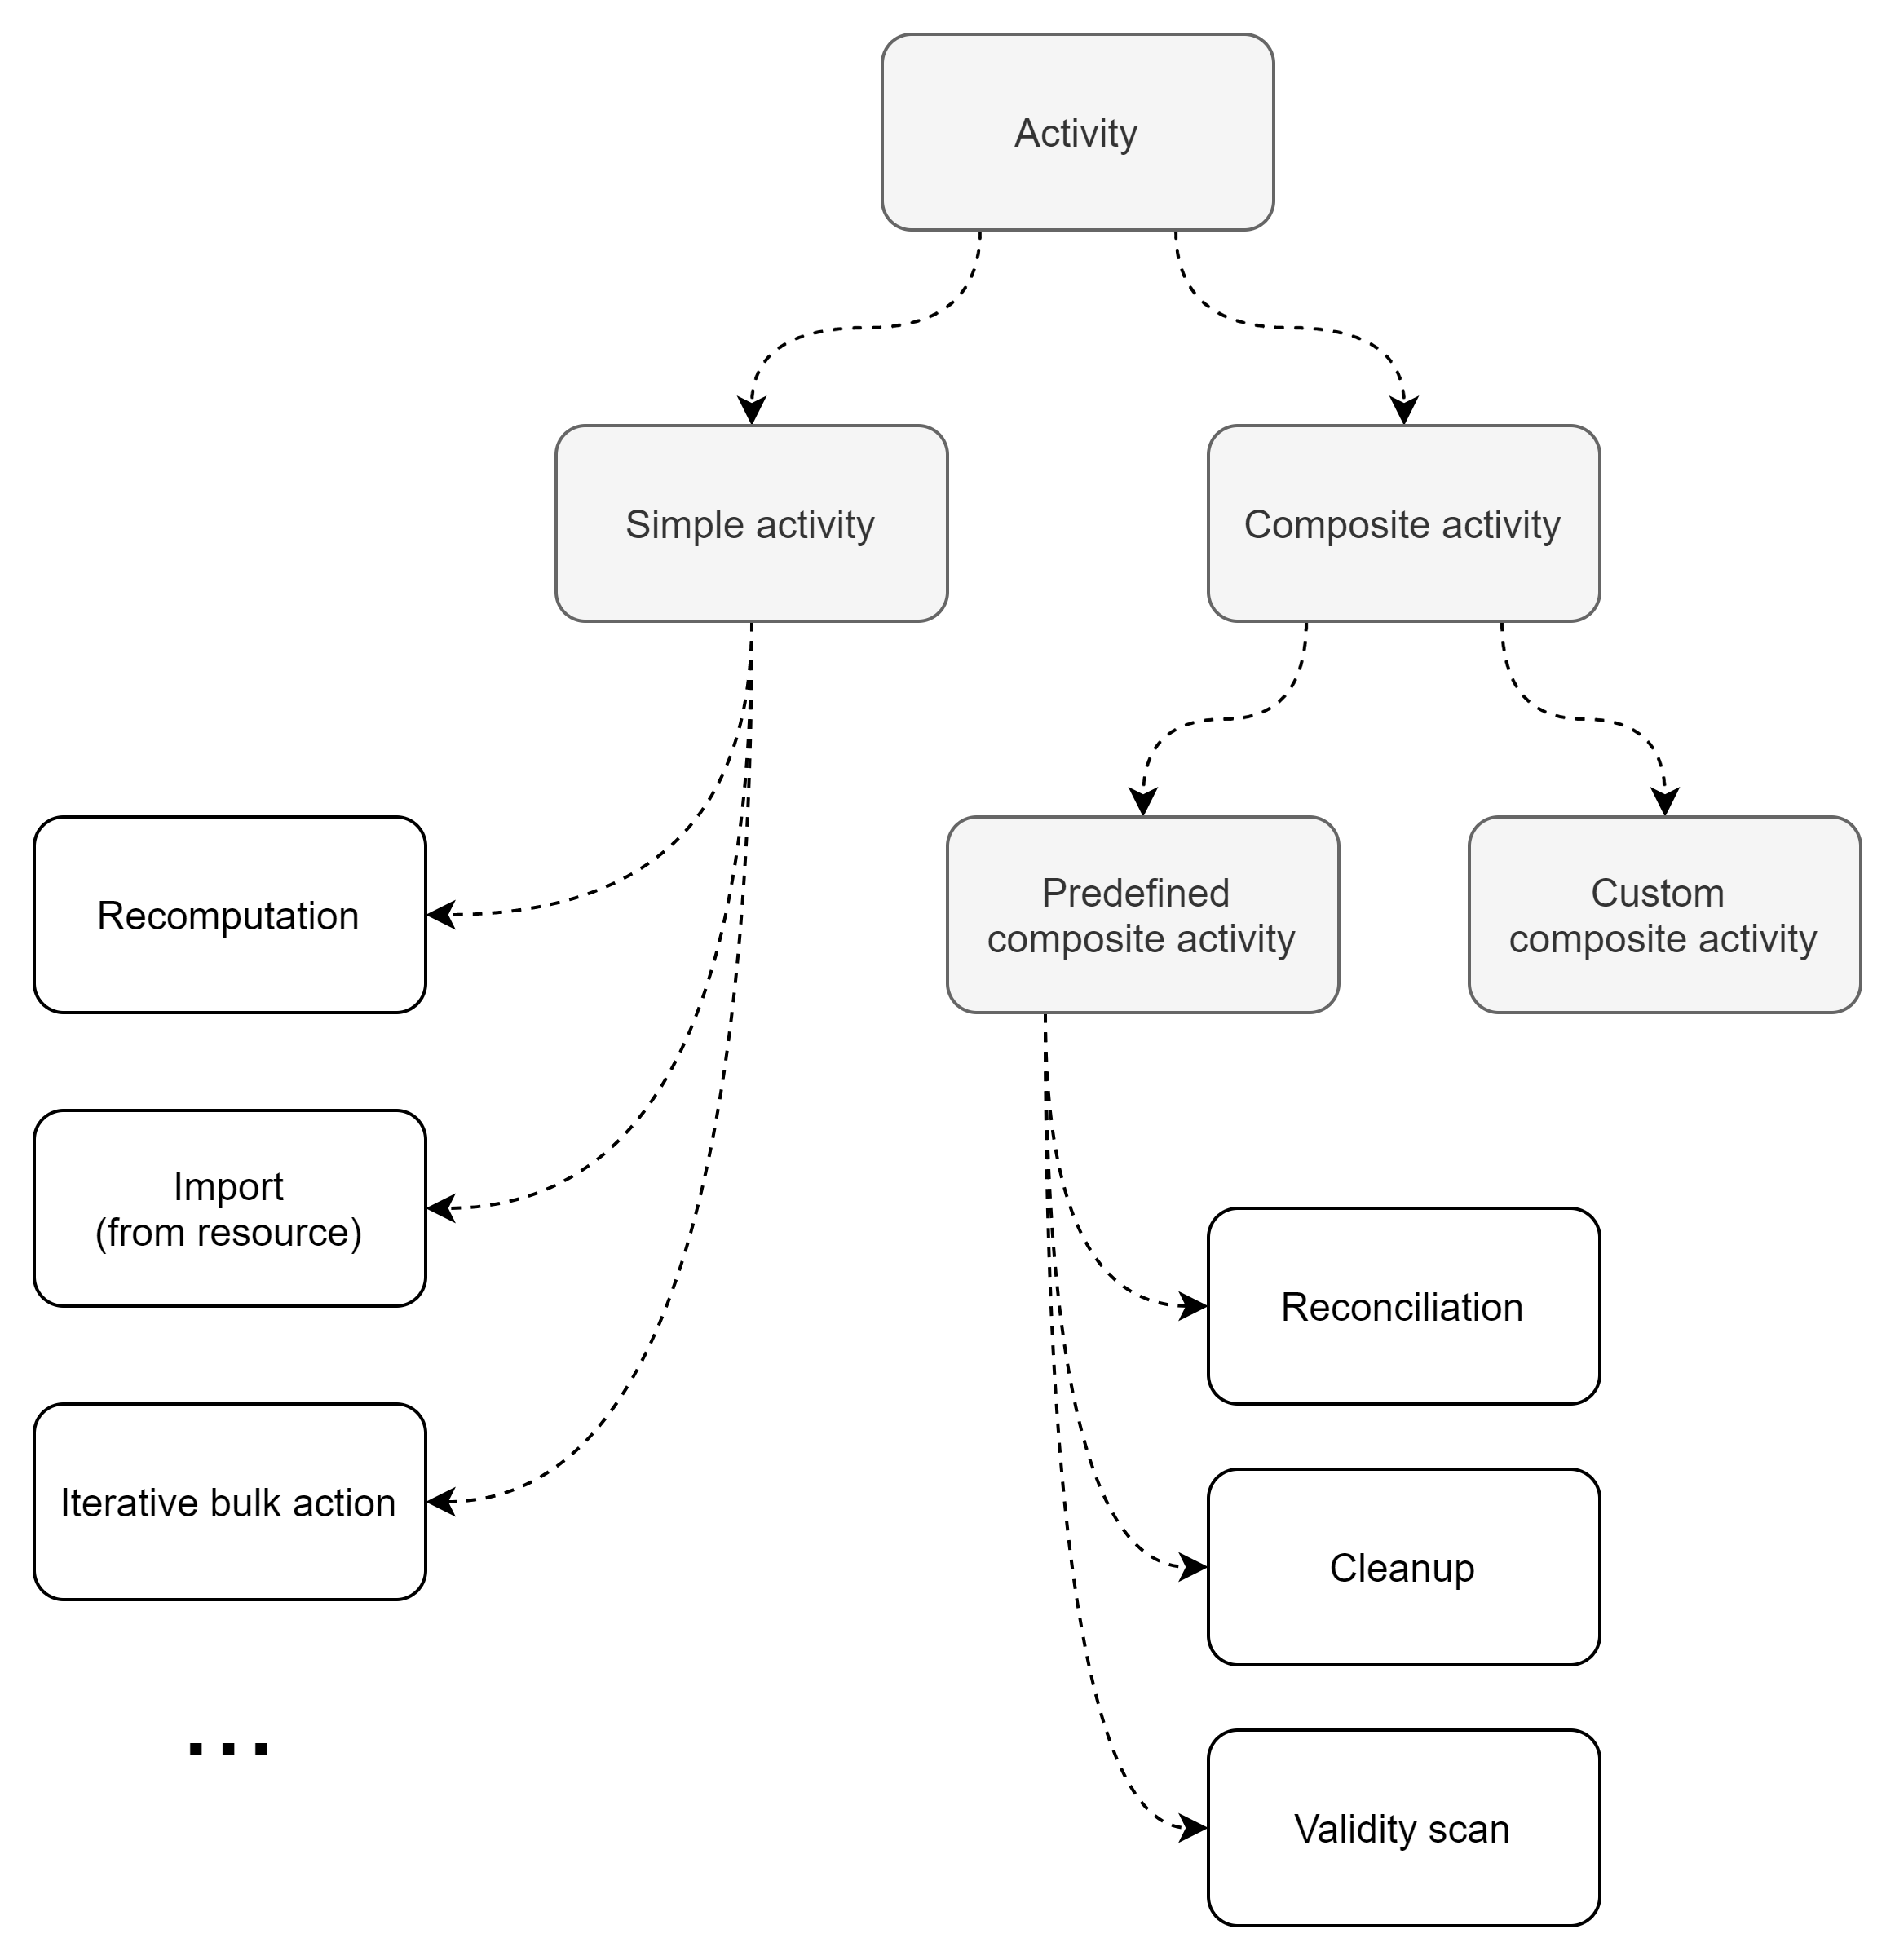 Activity
Simple activity
Composite activity
Recomputation
Predefined
composite activity
Custom
composite activity
Import
(from resource)
Reconciliation
Iterative bulk action
Cleanup
...
Validity scan